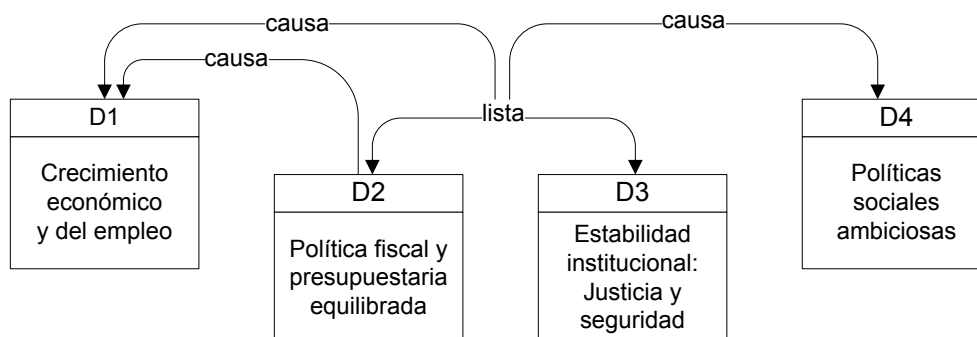 causa
causa
causa
lista
D1
Crecimiento
económico
y del empleo
D2
Política fiscal y
presupuestaria
equilibrada
D3
Estabilidad
institucional:
Justicia y
seguridad
D4
Políticas
sociales
ambiciosas